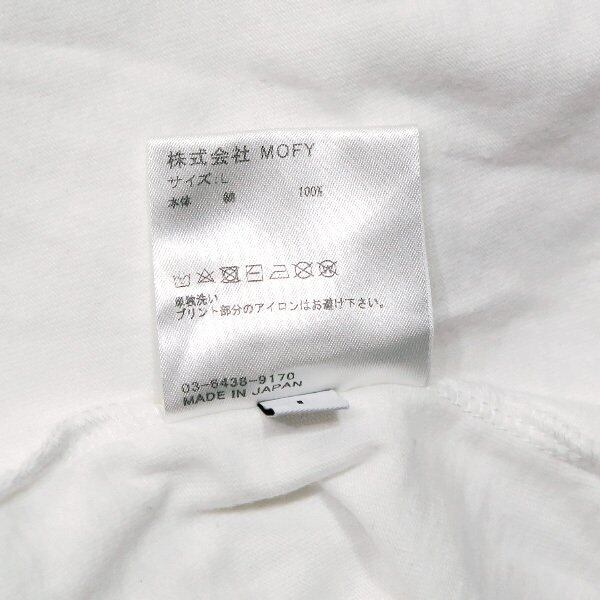 株式会社 MOFY
サイズ:L
本体 綿 100%
単独洗い
プリント部分のアイロンはお避け下さい。
03-6438-9170
MADE IN JAPAN